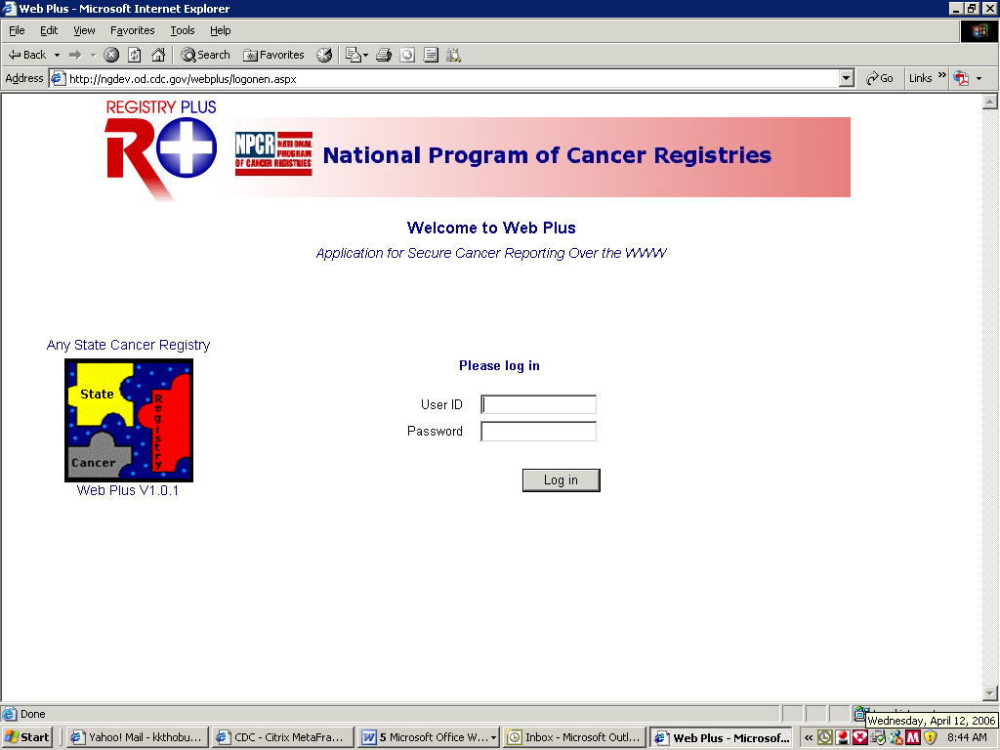 Web Plus - Microsoft Internet Explorer
File Edit View Favorites Tools Help
Back Search Favorites
Address http://ngdev.od.cdc.gov/webplus/logonen.aspx Go Links »
REGISTRY PLUS
R
NPCR NATIONAL PROGRAM OF CANCER REGISTRIES
National Program of Cancer Registries
Welcome to Web Plus
Application for Secure Cancer Reporting Over the WWW
Any State Cancer Registry
State
Registry
Cancer
Web Plus V1.0.1
Please log in
User ID
Password
Log in
Done
Wednesday, April 12, 2006
Start
Yahoo! Mail - kkthobu...
CDC - Citrix MetaFra...
5 Microsoft Office W...
Inbox - Microsoft Outl...
Web Plus - Microsof...
« 8:44 AM